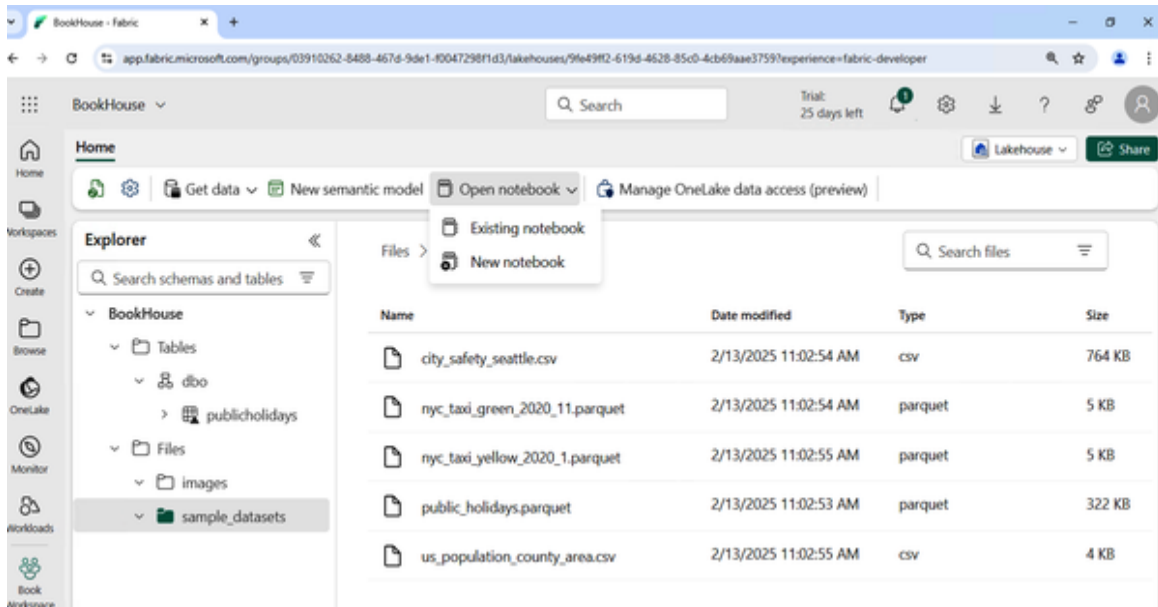 BookHouse - Fabric
app.fabric.microsoft.com/groups/03910262-8488-467d-9de1-f0047298f1d3/lakehouses/9fe49ff2-619d-4628-85c0-4cb69aae3759?experience=fabric-developer
BookHouse
Search
Trial:
25 days left
1
Home
Lakehouse
Share
Get data
New semantic model
Open notebook
Manage OneLake data access (preview)
Existing notebook
New notebook
Home
Workspaces
Create
Browse
OneLake
Monitor
Workloads
Book
Workspace
Explorer
Search schemas and tables
BookHouse
Tables
dbo
publicholidays
Files
images
sample_datasets
Files >
Search files
Name Date modified Type Size
city_safety_seattle.csv 2/13/2025 11:02:54 AM csv 764 KB
nyc_taxi_green_2020_11.parquet 2/13/2025 11:02:54 AM parquet 5 KB
nyc_taxi_yellow_2020_1.parquet 2/13/2025 11:02:55 AM parquet 5 KB
public_holidays.parquet 2/13/2025 11:02:53 AM parquet 322 KB
us_population_county_area.csv 2/13/2025 11:02:55 AM csv 4 KB